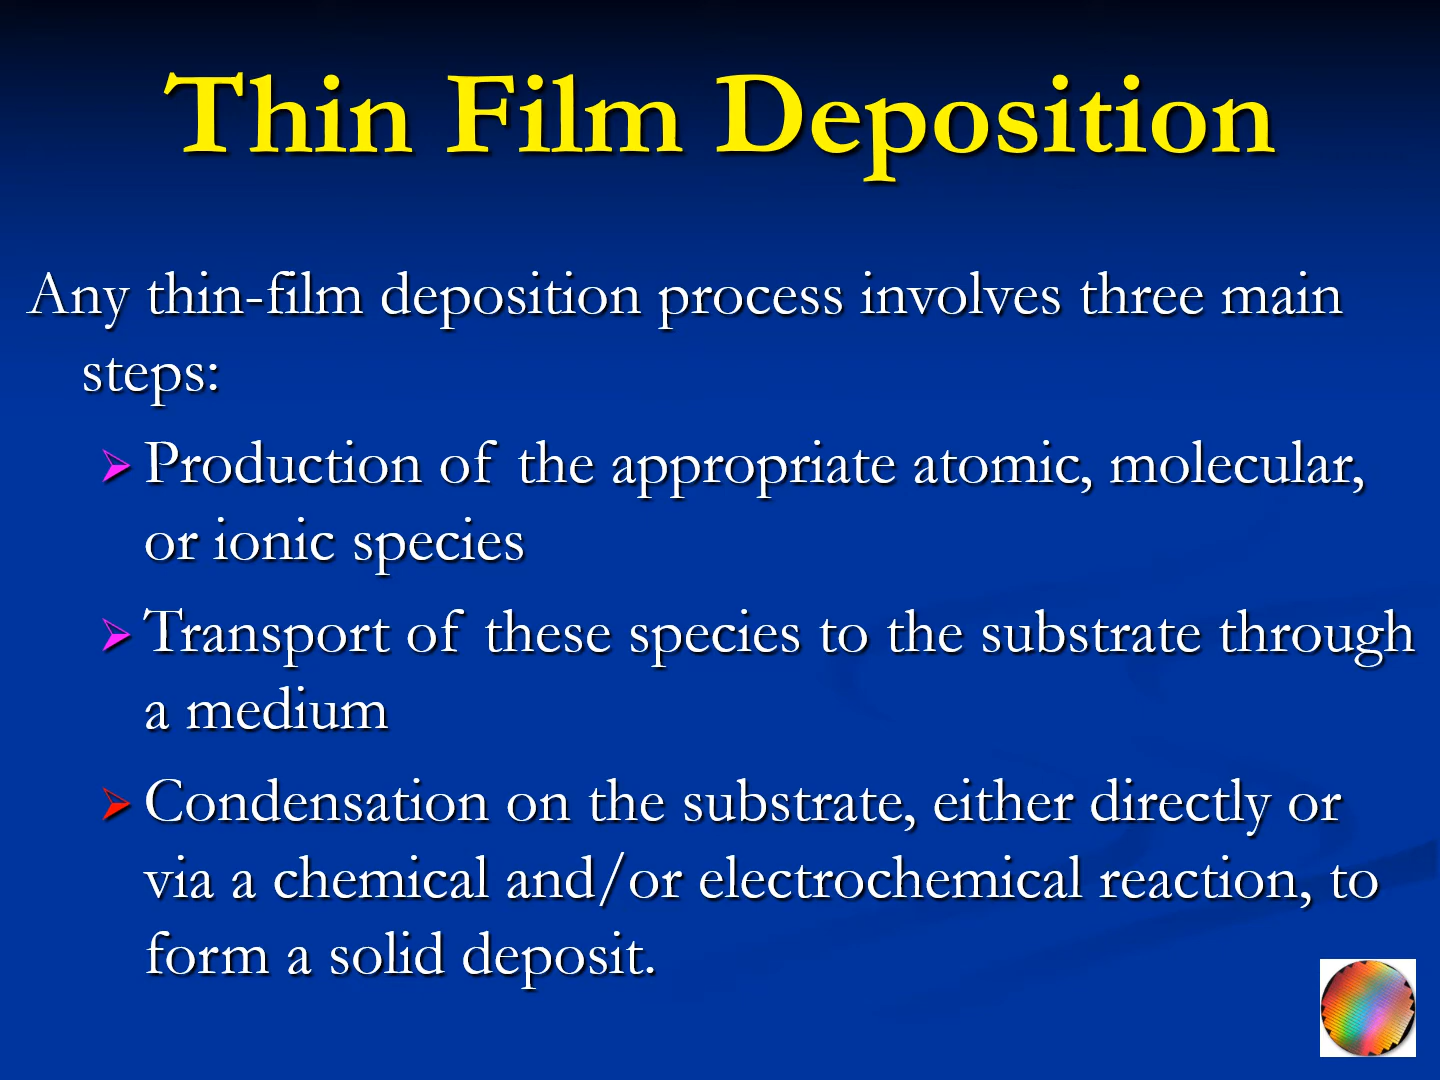 Thin Film Deposition
Any thin-film deposition process involves three main
steps:
Production of the appropriate atomic, molecular,
or ionic species
Transport of these species to the substrate through
a medium
Condensation on the substrate, either directly or
via a chemical and/or electrochemical reaction, to
form a solid deposit.